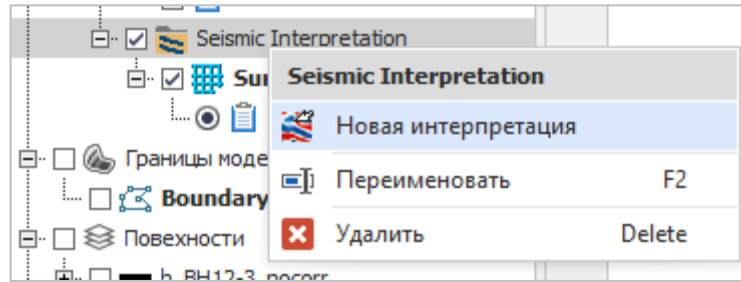 Seismic Interpretation
Sur
Seismic Interpretation
Новая интерпретация
Границы моде
Переименовать F2
Boundary
Удалить Delete
Повехности
h_BH12-3_nocorr